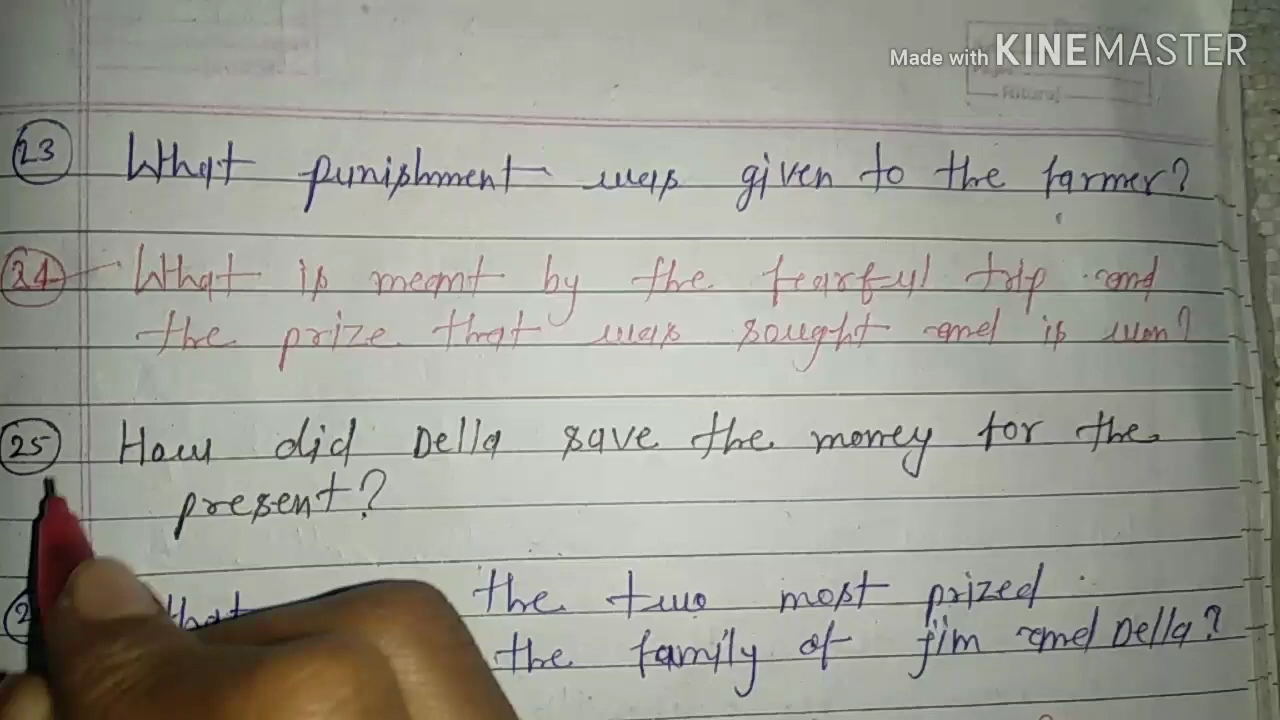 Made with KINEMASTER
23 What punishment was given to the farmer?
24 What is meant by the fearful trip and
the prize that was sought and is won?
25 How did Della save the money for the
present?
the two most prized
the family of Jim and Della?